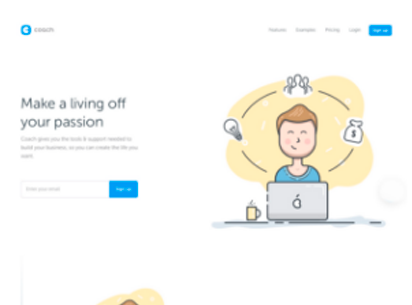 coach
Features Examples Pricing Login Sign up
Make a living off
your passion
Coach gives you the tools & support needed to
build your business, so you can create the life you
want.
Enter your email Sign up
$